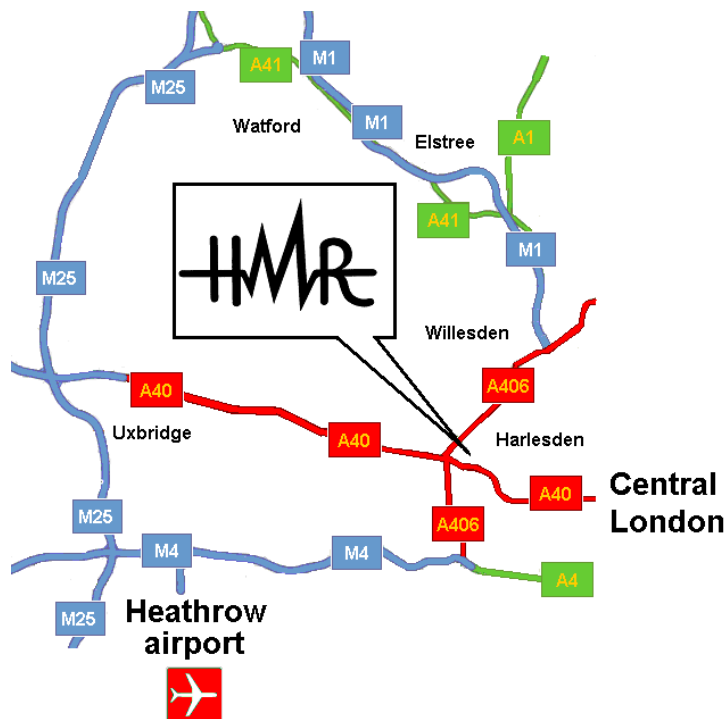 M1
A41
M25
Watford
M1
Elstree
A1
A41
M1
M25
HMR
Willesden
A406
A40
Uxbridge
A40
Harlesden
A40
Central
London
M25
A406
M4
M4
A4
M25
Heathrow
airport